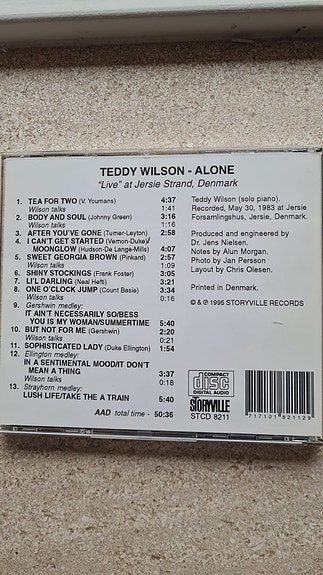 TEDDY WILSON - ALONE
"Live" at Jersie Strand, Denmark
1. TEA FOR TWO (V. Youmans) 4:37
Wilson talks 1:41
2. BODY AND SOUL (Johnny Green) 3:16
Wilson talks 1:16
3. AFTER YOU'VE GONE (Turner-Leyton) 2:58
4. I CAN'T GET STARTED (Vernon-Duke)/
MOONGLOW (Hudson-De Lange-Mills) 4:07
5. SWEET GEORGIA BROWN (Pinkard) 2:57
Wilson talks 1:09
6. SHINY STOCKINGS (Frank Foster) 3:05
7. LI'L DARLING (Neal Hefti) 3:21
8. ONE O'CLOCK JUMP (Count Basie) 3:34
Wilson talks 0:16
9. Gershwin medley:
IT AIN'T NECESSARILY SO/BESS
YOU IS MY WOMAN/SUMMERTIME 5:40
10. BUT NOT FOR ME (Gershwin) 2:20
Wilson talks 0:21
11. SOPHISTICATED LADY (Duke Ellington) 1:54
12. Ellington medley:
IN A SENTIMENTAL MOOD/IT DON'T
MEAN A THING 3:37
Wilson talks 0:18
13. Strayhorn medley:
LUSH LIFE/TAKE THE A TRAIN 5:40
AAD total time - 50:36
Teddy Wilson (solo piano).
Recorded, May 30, 1983 at Jersie
Forsamlingshus, Jersie, Denmark.
Produced and engineered by
Dr. Jens Nielsen.
Notes by Alun Morgan.
Photo by Jan Persson
Layout by Chris Olesen.
Printed in Denmark.
© & ℗ 1995 STORYVILLE RECORDS
COMPACT
disc
DIGITAL AUDIO
STORYVILLE
STCD 8211
717101 821126